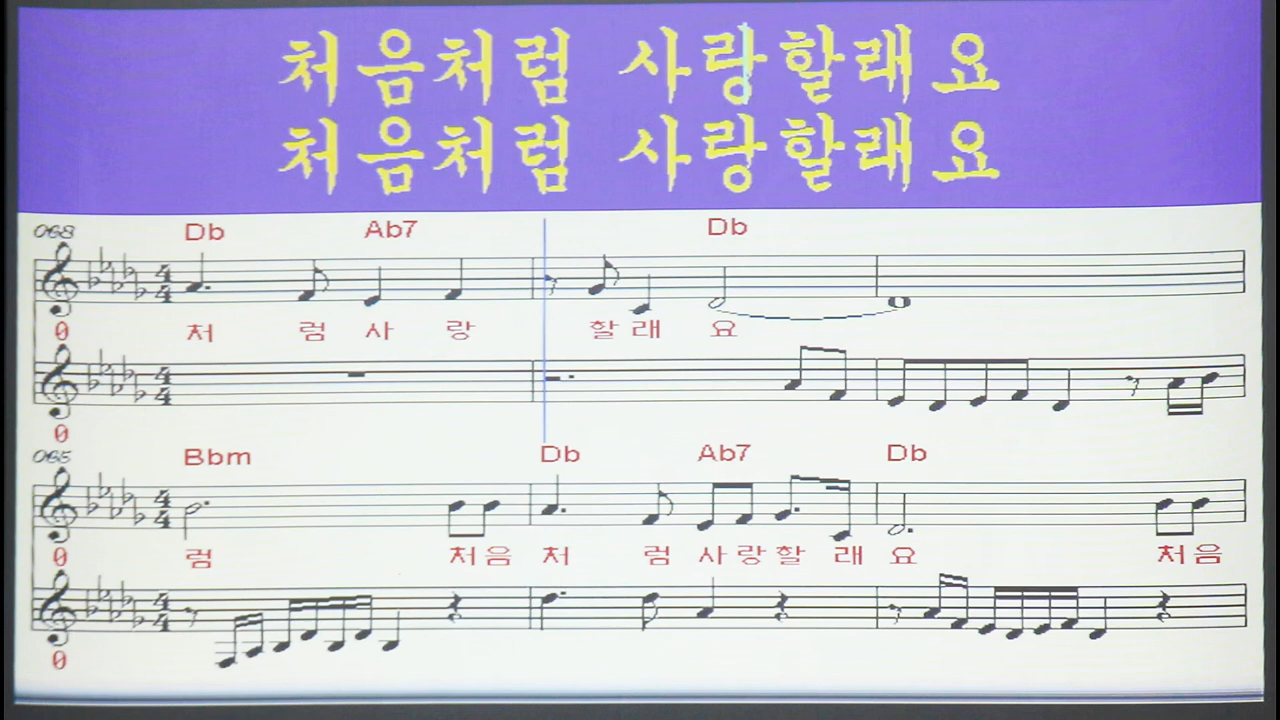 처음처럼 사랑할래요
처음처럼 사랑할래요
068 Db Ab7 Db
0 처 럼 사 랑 할 래 요
0
065 Bbm Db Ab7 Db
0 럼 처음 처 럼 사랑할 래 요 처음
0